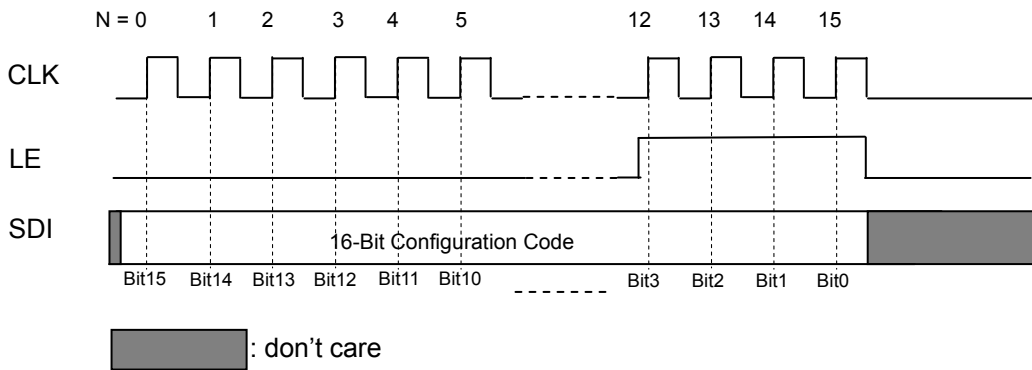 N = 0 1 2 3 4 5 12 13 14 15
CLK
LE
SDI
16-Bit Configuration Code
Bit15 Bit14 Bit13 Bit12 Bit11 Bit10 Bit3 Bit2 Bit1 Bit0
: don't care